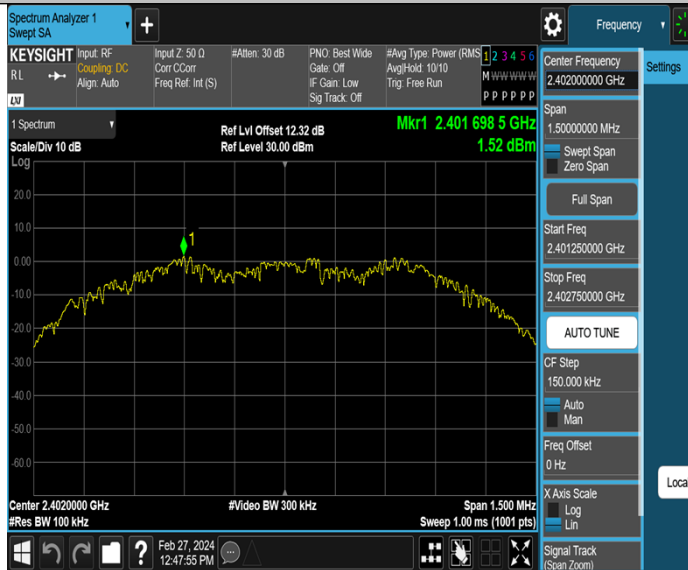 Spectrum Analyzer 1
Swept SA
+
Frequency
KEYSIGHT
RL
LXI
Input: RF
Coupling: DC
Align: Auto
Input Z: 50 Ω
Corr CCorr
Freq Ref: Int (S)
#Atten: 30 dB
PNO: Best Wide
Gate: Off
IF Gain: Low
Sig Track: Off
#Avg Type: Power (RMS
Avg|Hold: 10/10
Trig: Free Run
1 2 3 4 5 6
M W W W W W
P P P P P P
1 Spectrum
Scale/Div 10 dB
Log
Ref Lvl Offset 12.32 dB
Ref Level 30.00 dBm
Mkr1 2.401 698 5 GHz
1.52 dBm
20.0
10.0
0.00
-10.0
-20.0
-30.0
-40.0
-50.0
-60.0
1
Center 2.4020 GHz
#Res BW 100 kHz
#Video BW 300 kHz
Span 1.500 MHz
Sweep 1.00 ms (1001 pts)
?
Feb 27, 2024
12:47:55 PM
Center Frequency
2.402000000 GHz
Span
1.50000000 MHz
Swept Span
Zero Span
Full Span
Start Freq
2.401250000 GHz
Stop Freq
2.402750000 GHz
AUTO TUNE
CF Step
150.000 kHz
Auto
Man
Freq Offset
0 Hz
X Axis Scale
Log
Lin
Signal Track
(Span Zoom)
Settings
Loca